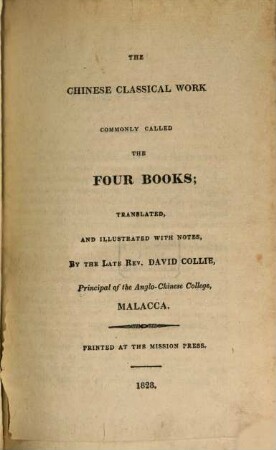 THE
CHINESE CLASSICAL WORK
COMMONLY CALLED
THE
FOUR BOOKS;
TRANSLATED,
AND ILLUSTRATED WITH NOTES,
BY THE LATE REV. DAVID COLLIE,
Principal of the Anglo-Chinese College,
MALACCA.
PRINTED AT THE MISSION PRESS.
1828.